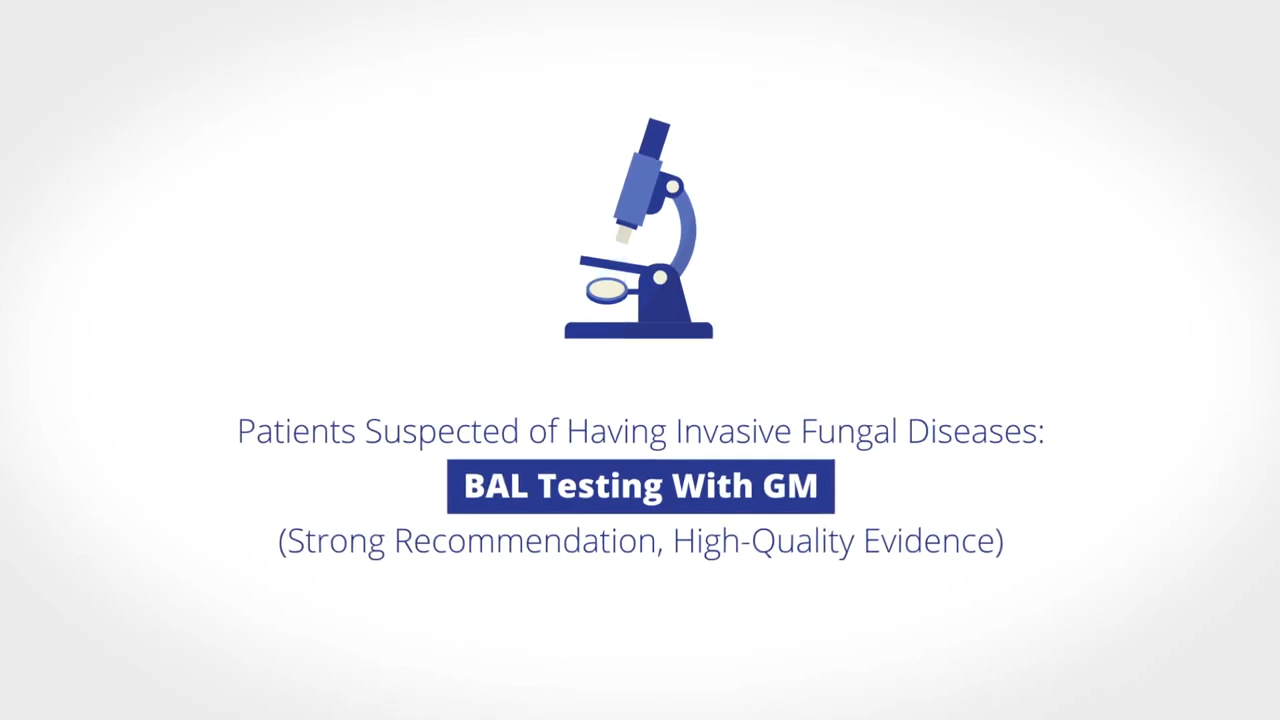 Patients Suspected of Having Invasive Fungal Diseases:
BAL Testing With GM
(Strong Recommendation, High-Quality Evidence)